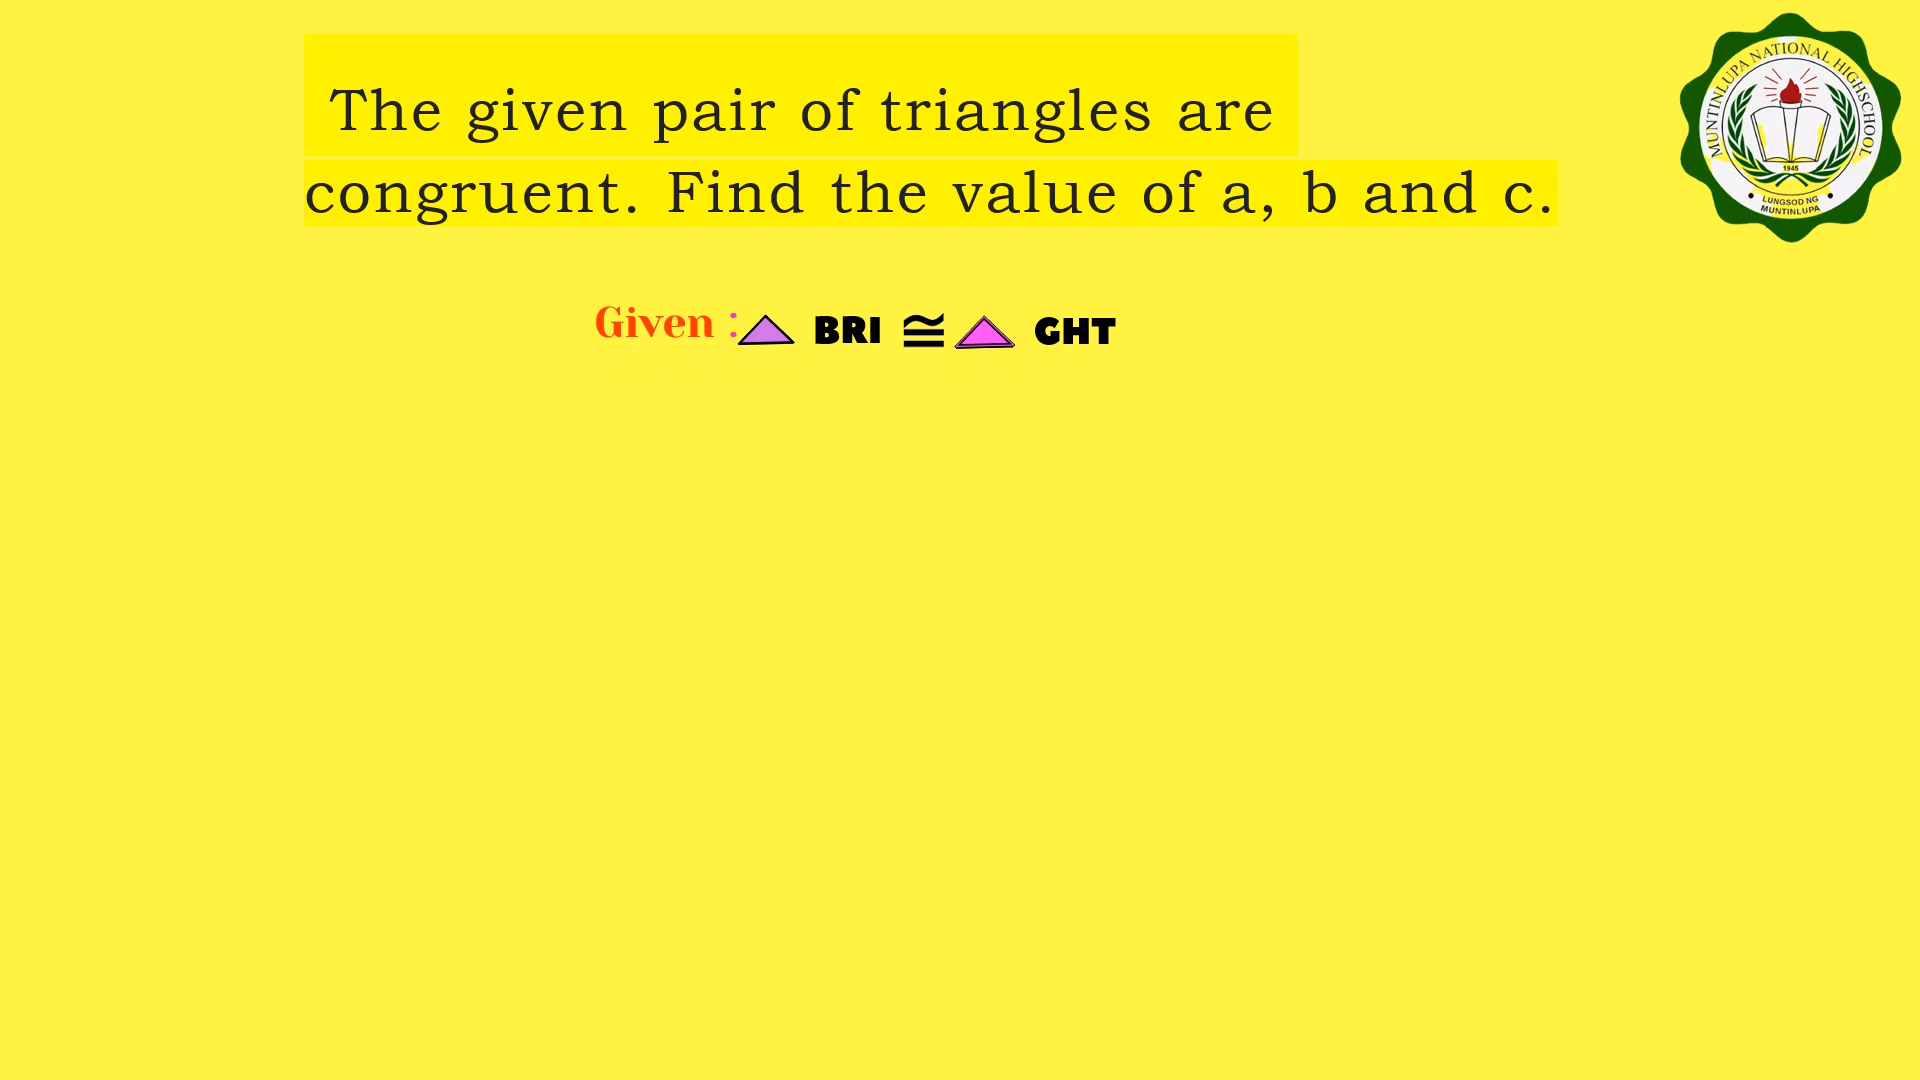 The given pair of triangles are
congruent. Find the value of a, b and c.
Given : BRI ≅ GHT
MUNTINLUPA NATIONAL HIGHSCHOOL
1945
LUNGSOD NG
MUNTINLUPA